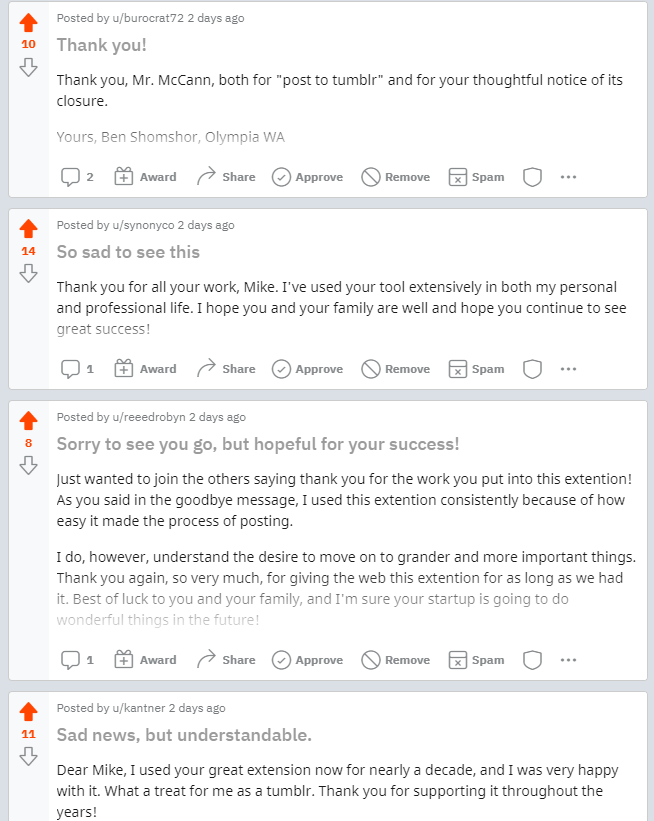 Posted by u/burocrat72 2 days ago
10
Thank you!
Thank you, Mr. McCann, both for "post to tumblr" and for your thoughtful notice of its
closure.
Yours, Ben Shomshor, Olympia WA
2 Award Share Approve Remove Spam
Posted by u/synonyco 2 days ago
14
So sad to see this
Thank you for all your work, Mike. I've used your tool extensively in both my personal
and professional life. I hope you and your family are well and hope you continue to see
great success!
1 Award Share Approve Remove Spam
Posted by u/reeedrobyn 2 days ago
8
Sorry to see you go, but hopeful for your success!
Just wanted to join the others saying thank you for the work you put into this extention!
As you said in the goodbye message, I used this extention consistently because of how
easy it made the process of posting.
I do, however, understand the desire to move on to grander and more important things.
Thank you again, so very much, for giving the web this extention for as long as we had
it. Best of luck to you and your family, and I'm sure your startup is going to do
wonderful things in the future!
1 Award Share Approve Remove Spam
Posted by u/kantner 2 days ago
11
Sad news, but understandable.
Dear Mike, I used your great extension now for nearly a decade, and I was very happy
with it. What a treat for me as a tumblr. Thank you for supporting it throughout the
years!